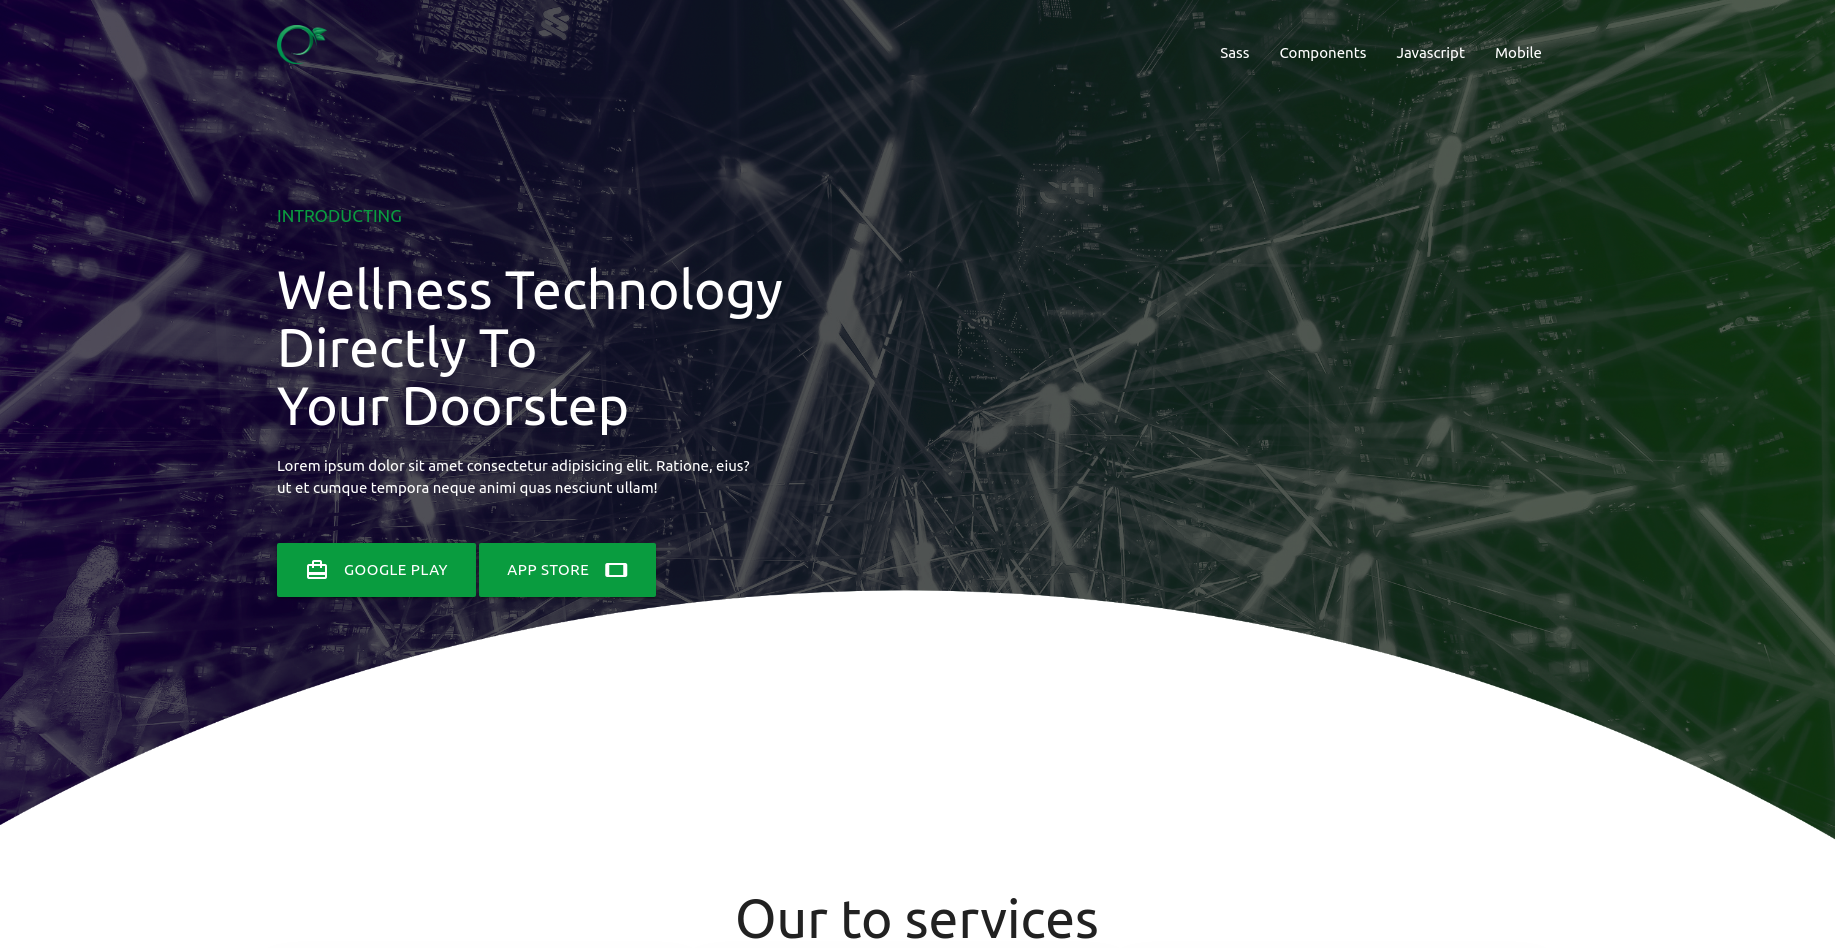 Sass
Components
Javascript
Mobile
INTRODUCTING
Wellness Technology
Directly To
Your Doorstep
Lorem ipsum dolor sit amet consectetur adipisicing elit. Ratione, eius?
ut et cumque tempora neque animi quas nesciunt ullam!
GOOGLE PLAY
APP STORE
Our to services